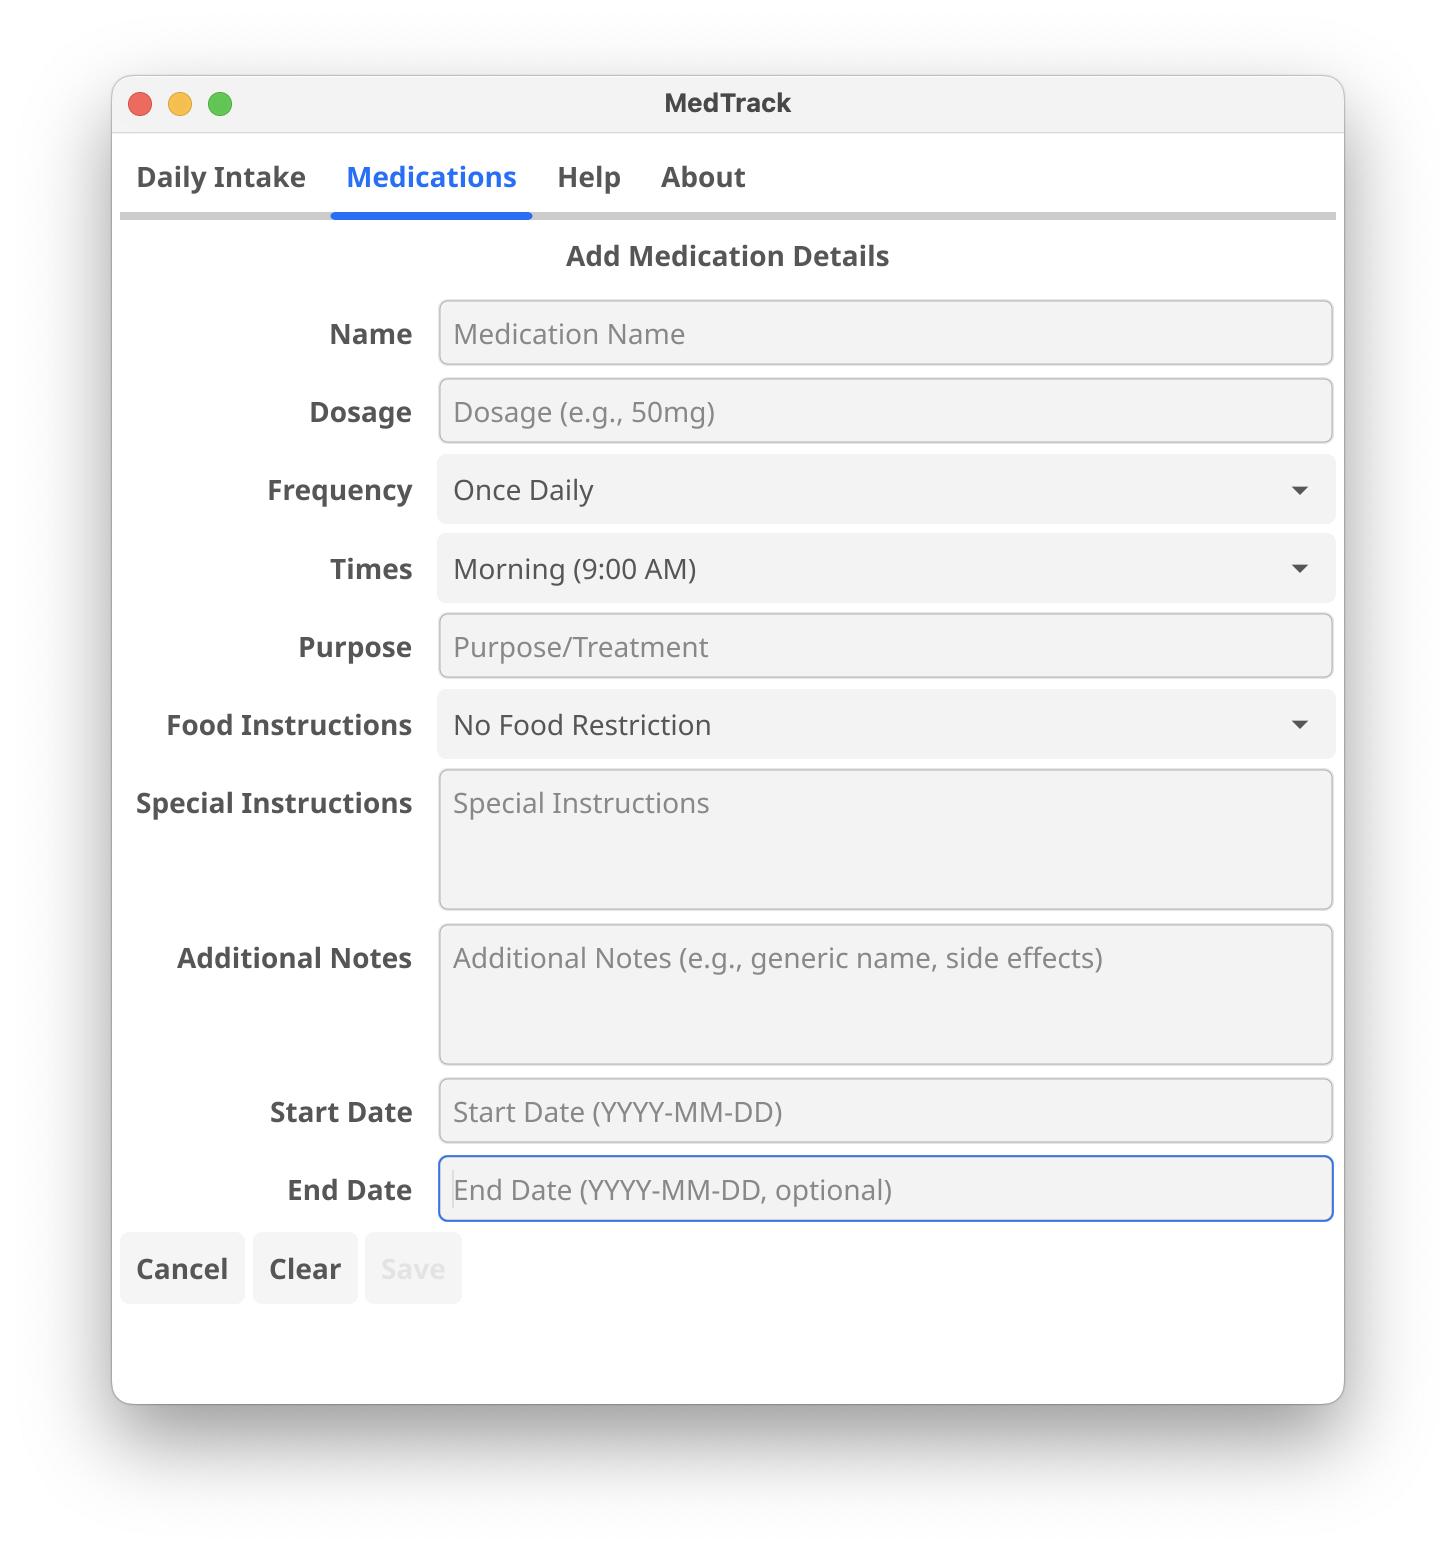 MedTrack
Daily Intake Medications Help About
Add Medication Details
Name Medication Name
Dosage Dosage (e.g., 50mg)
Frequency Once Daily
Times Morning (9:00 AM)
Purpose Purpose/Treatment
Food Instructions No Food Restriction
Special Instructions Special Instructions
Additional Notes Additional Notes (e.g., generic name, side effects)
Start Date Start Date (YYYY-MM-DD)
End Date End Date (YYYY-MM-DD, optional)
Cancel Clear Save